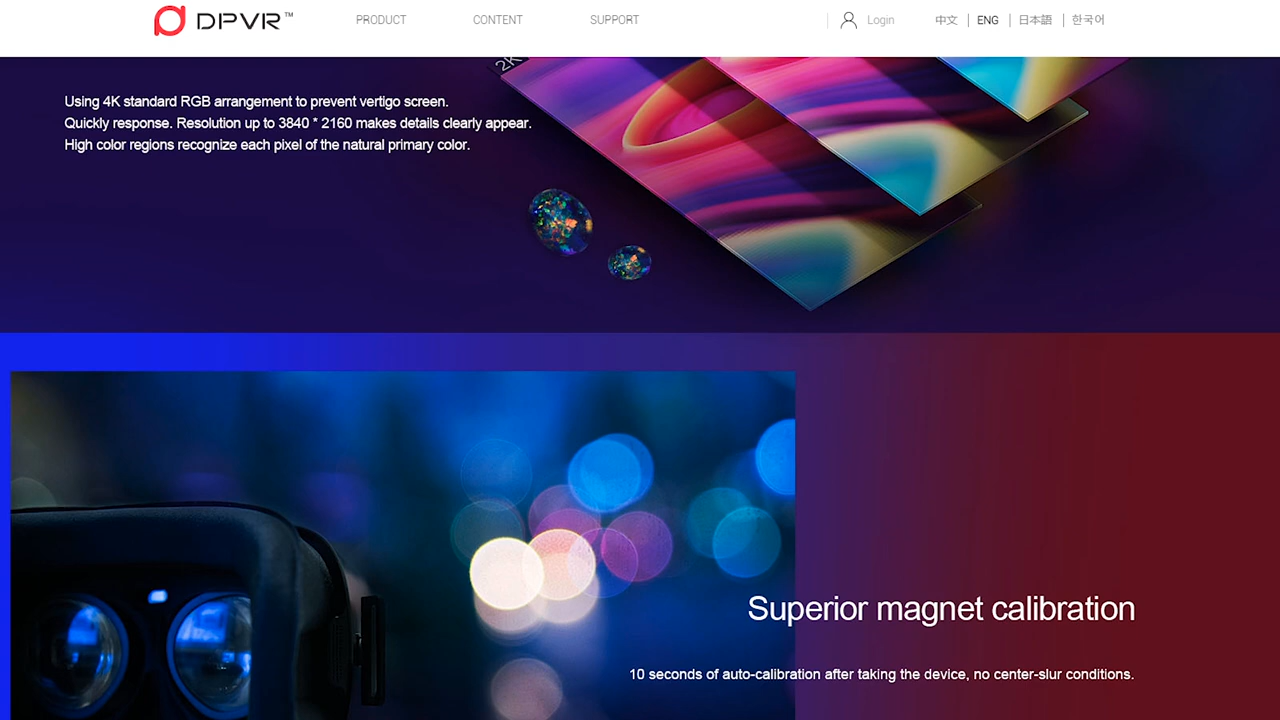 DPVR™
PRODUCT
CONTENT
SUPPORT
Login
中文
ENG
日本語
한국어
2K
Using 4K standard RGB arrangement to prevent vertigo screen.
Quickly response. Resolution up to 3840 * 2160 makes details clearly appear.
High color regions recognize each pixel of the natural primary color.
Superior magnet calibration
10 seconds of auto-calibration after taking the device, no center-slur conditions.